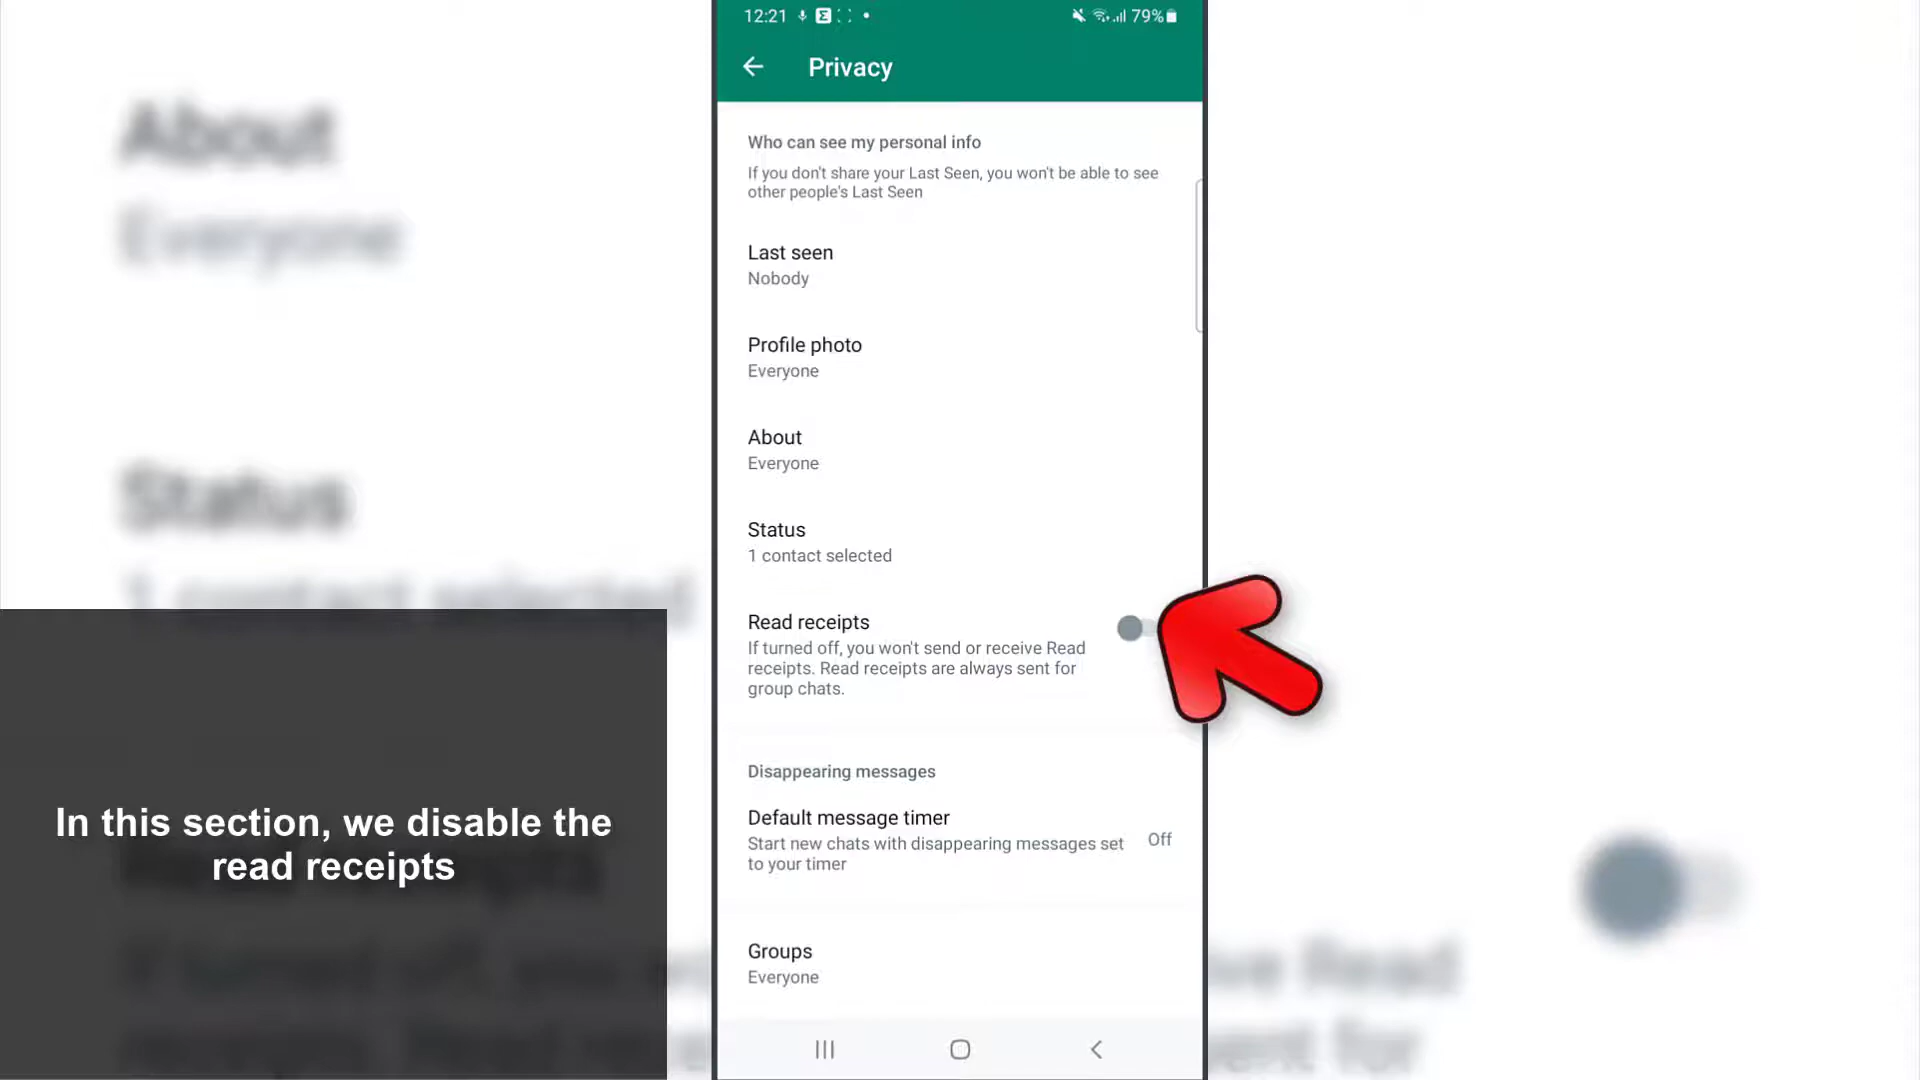 12:21
79%
Privacy
Who can see my personal info
If you don't share your Last Seen, you won't be able to see
other people's Last Seen
Last seen
Nobody
Profile photo
Everyone
About
Everyone
Status
1 contact selected
Read receipts
If turned off, you won't send or receive Read
receipts. Read receipts are always sent for
group chats.
Disappearing messages
Default message timer
Start new chats with disappearing messages set
to your timer
Off
Groups
Everyone
About
Everyone
Status
1 contact selected
In this section, we disable the
read receipts